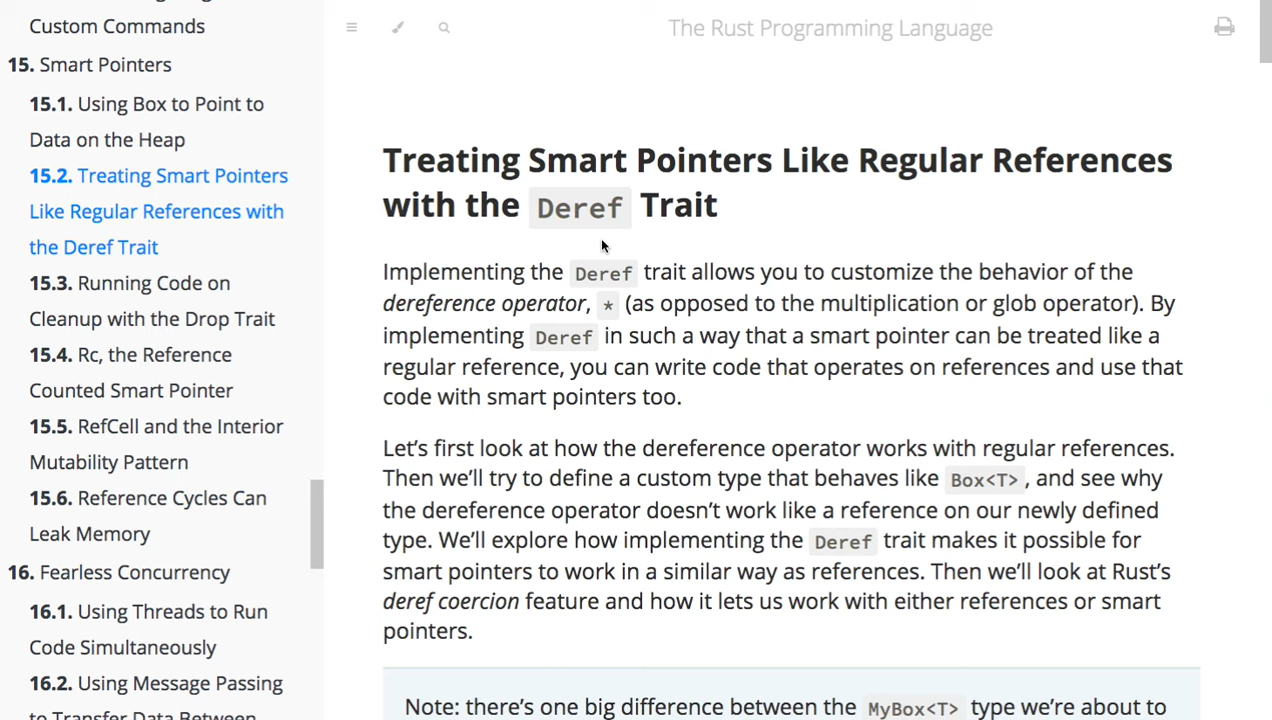 Custom Commands
15. Smart Pointers
15.1. Using Box to Point to
Data on the Heap
15.2. Treating Smart Pointers
Like Regular References with
the Deref Trait
15.3. Running Code on
Cleanup with the Drop Trait
15.4. Rc, the Reference
Counted Smart Pointer
15.5. RefCell and the Interior
Mutability Pattern
15.6. Reference Cycles Can
Leak Memory
16. Fearless Concurrency
16.1. Using Threads to Run
Code Simultaneously
16.2. Using Message Passing
to Transfer Data Between
The Rust Programming Language
Treating Smart Pointers Like Regular References
with the Deref Trait
Implementing the Deref trait allows you to customize the behavior of the
dereference operator, * (as opposed to the multiplication or glob operator). By
implementing Deref in such a way that a smart pointer can be treated like a
regular reference, you can write code that operates on references and use that
code with smart pointers too.
Let’s first look at how the dereference operator works with regular references.
Then we’ll try to define a custom type that behaves like Box<T>, and see why
the dereference operator doesn’t work like a reference on our newly defined
type. We’ll explore how implementing the Deref trait makes it possible for
smart pointers to work in a similar way as references. Then we’ll look at Rust’s
deref coercion feature and how it lets us work with either references or smart
pointers.
Note: there’s one big difference between the MyBox<T> type we’re about to